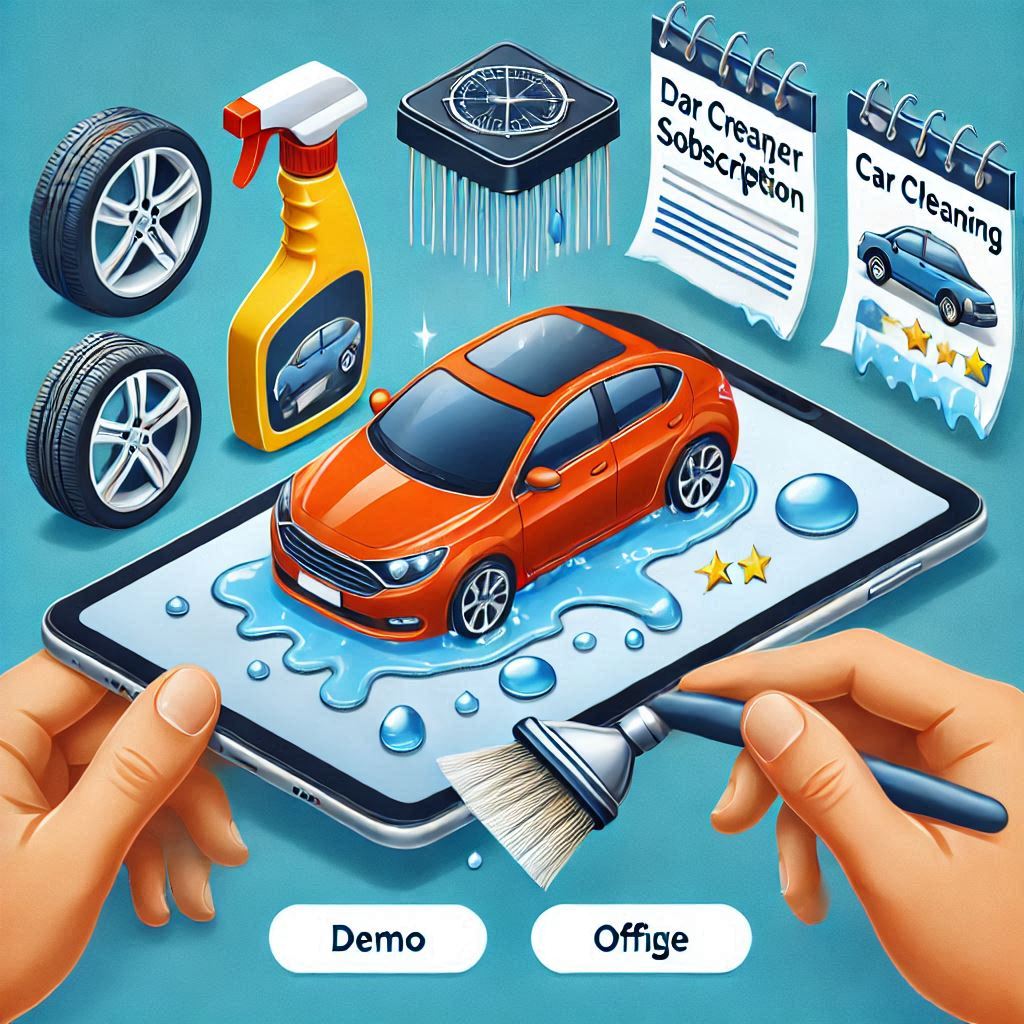 Dar Creaner
Sobscription
Car Cleaning
Demo
Offige